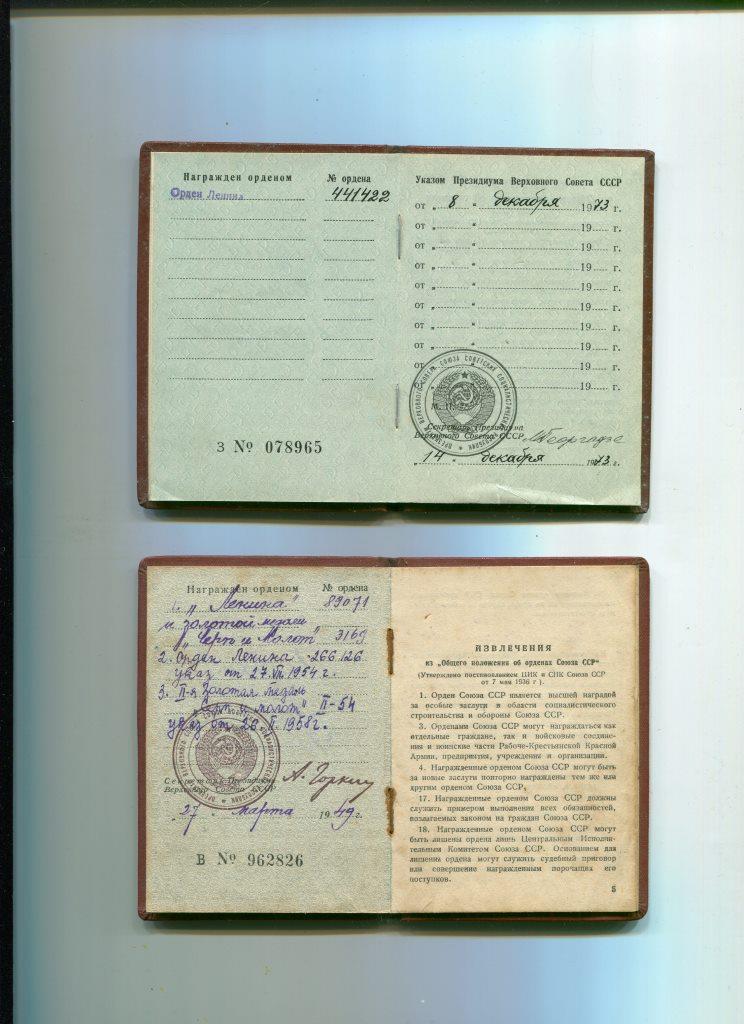 Награжден орденом № ордена
Орден Ленина 441422
З № 078965
Указом Президиума Верховного Совета СССР
от „ 8 “ декабря 1973 г.
от „ “ 19 г.
от „ “ 19 г.
от „ “ 19 г.
от „ “ 19 г.
от „ “ 19 г.
от „ “ 19 г.
от „ “ 19 г.
от „ “ 19 г.
от „ “ 19 г.
М. П.
Секретарь Президиума
Верховного Совета СССР МГеоргадзе
„ 14 “ декабря 1973 г.
Награжден орденом № ордена
1. „Ленина" 89071
и золотой медали
„Серп и Молот" 3169
2. Орден Ленина 266126
указ от 27.VII 1954 г.
3. II-я Золотая медаль
„Серп и молот" II-54
указ от 26 1958 г.
Секретарь Президиума
Верховного Совета СССР А. Горкин
„27 “ марта 1949 г.
В № 962826
ИЗВЛЕЧЕНИЯ
из „Общего положения об орденах Союза ССР"
(Утверждено постановлением ЦИК и СНК Союза ССР
от 7 мая 1936 г).
1. Орден Союза ССР является высшей наградой
за особые заслуги в области социалистического
строительства и обороны Союза ССР.
3. Орденами Союза ССР могут награждаться как
отдельные граждане, так и войсковые соединения
и воинские части Рабоче-Крестьянской Красной
Армии, предприятия, учреждения и организации.
4. Награжденные орденом Союза ССР могут быть
за новые заслуги повторно награждены тем же или
другим орденом Союза ССР.
17. Награжденные орденом Союза ССР должны
служить примером выполнения всех обязанностей,
возлагаемых законом на граждан Союза ССР.
18. Награжденные орденом Союза ССР могут
быть лишены ордена лишь Центральным Исполнительным
Комитетом Союза ССР. Основанием для
лишения ордена могут служить судебный приговор
или совершение награжденным порочащих его
поступков.
5